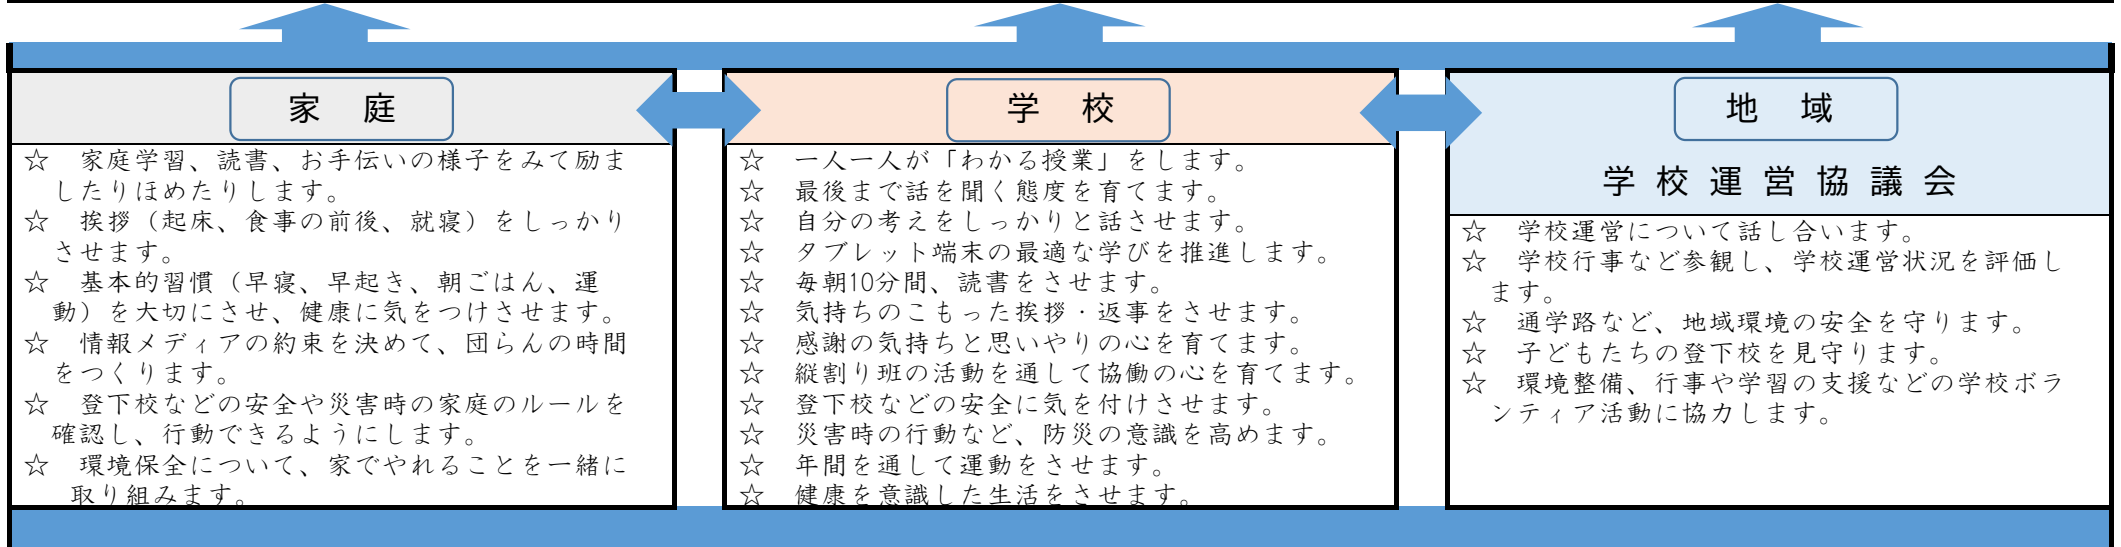 家　庭
☆　家庭学習、読書、お手伝いの様子をみて励ま
したりほめたりします。
☆　挨拶（起床、食事の前後、就寝）をしっかり
させます。
☆　基本的習慣（早寝、早起き、朝ごはん、運
動）を大切にさせ、健康に気をつけさせます。
☆　情報メディアの約束を決めて、団らんの時間
をつくります。
☆　登下校などの安全や災害時の家庭のルールを
確認し、行動できるようにします。
☆　環境保全について、家でやれることを一緒に
取り組みます。
学　校
☆　一人一人が「わかる授業」をします。
☆　最後まで話を聞く態度を育てます。
☆　自分の考えをしっかりと話させます。
☆　タブレット端末の最適な学びを推進します。
☆　毎朝10分間、読書をさせます。
☆　気持ちのこもった挨拶・返事をさせます。
☆　感謝の気持ちと思いやりの心を育てます。
☆　縦割り班の活動を通して協働の心を育てます。
☆　登下校などの安全に気を付けさせます。
☆　災害時の行動など、防災の意識を高めます。
☆　年間を通して運動をさせます。
☆　健康を意識した生活をさせます。
地　域
学校運営協議会
☆　学校運営について話し合います。
☆　学校行事など参観し、学校運営状況を評価し
ます。
☆　通学路など、地域環境の安全を守ります。
☆　子どもたちの登下校を見守ります。
☆　環境整備、行事や学習の支援などの学校ボラ
ンティア活動に協力します。